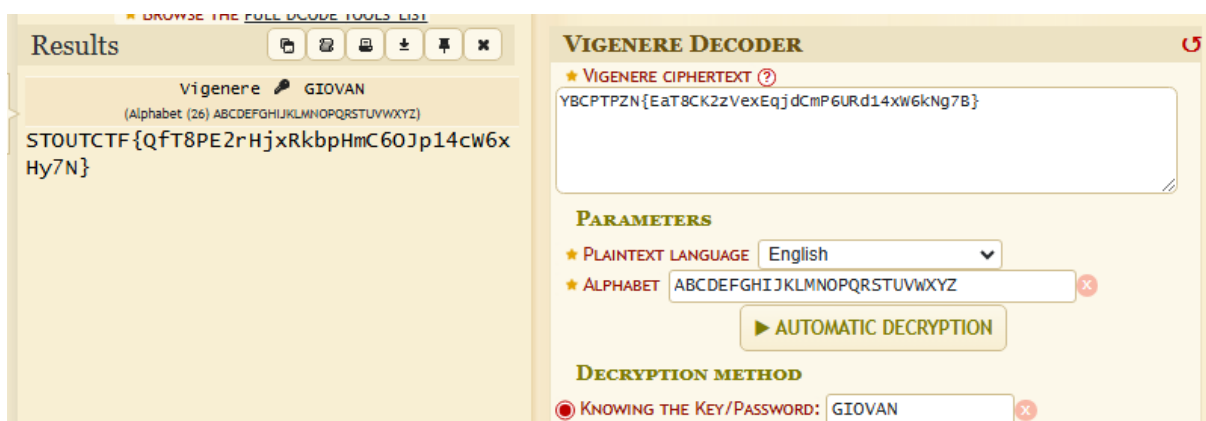 BROWSE THE FULL DCODE TOOLS LIST
Results
Vigenere GIOVAN
(Alphabet (26) ABCDEFGHIJKLMNOPQRSTUVWXYZ)
STOUTCTF{QfT8PE2rHjxRkbpHmC6OJp14cW6x
Hy7N}
VIGENERE DECODER
VIGENERE CIPHERTEXT (?)
YBCPTPZN{EaT8CK2zVexEqjdCmP6URd14xW6kNg7B}
PARAMETERS
PLAINTEXT LANGUAGE English
ALPHABET ABCDEFGHIJKLMNOPQRSTUVWXYZ
AUTOMATIC DECRYPTION
DECRYPTION METHOD
KNOWING THE KEY/PASSWORD: GIOVAN